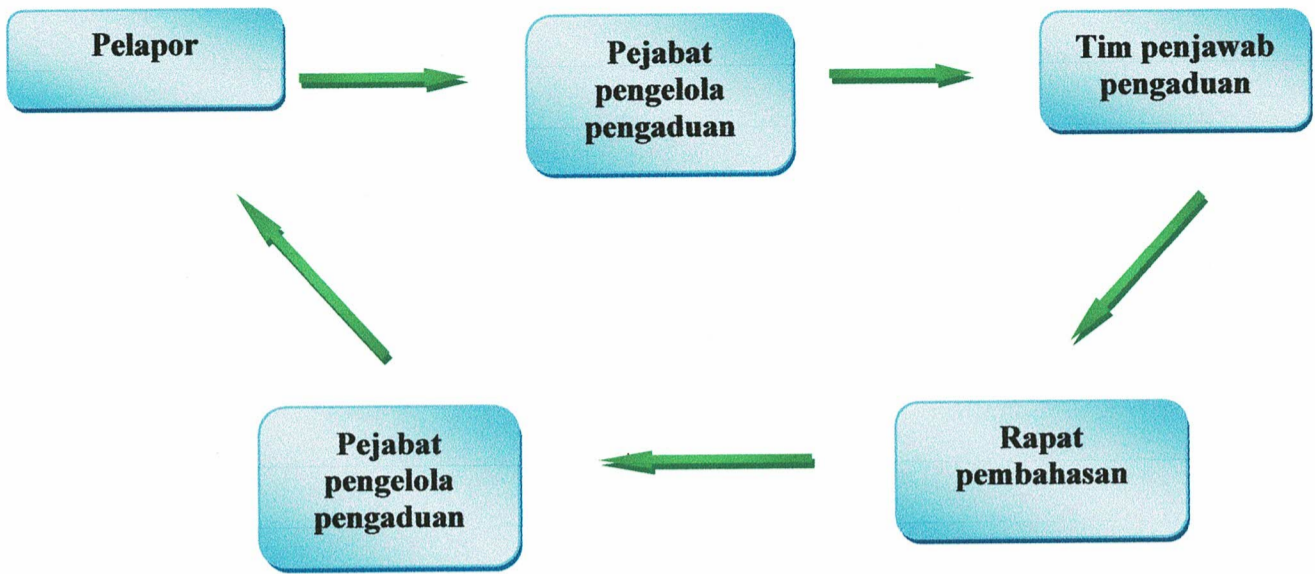 Pelapor
Pejabat
pengelola
pengaduan
Tim penjawab
pengaduan
Rapat
pembahasan
Pejabat
pengelola
pengaduan